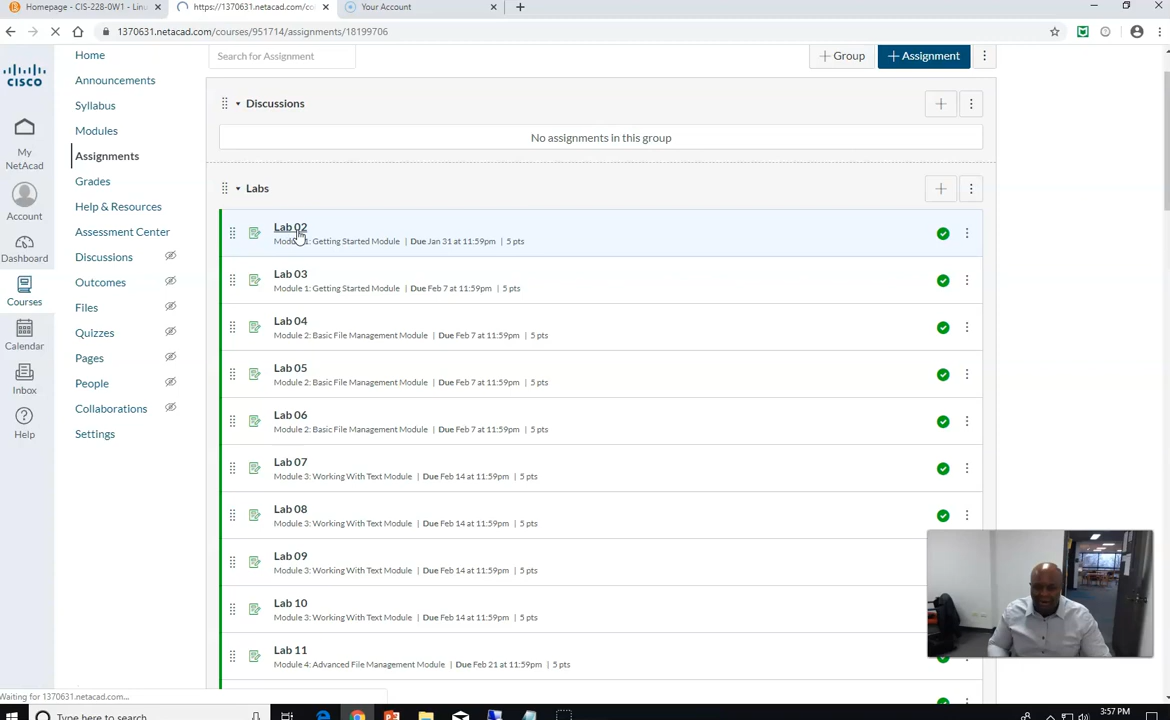 Homepage - CIS-228-0W1 - Linu
https://1370631.netacad.com/co
Your Account
https://1370631.netacad.com/courses/951714/assignments/18199706
CISCO
My NetAcad
Account
Dashboard
Courses
Calendar
Inbox
Help
Home
Announcements
Syllabus
Modules
Assignments
Grades
Help & Resources
Assessment Center
Discussions
Outcomes
Files
Quizzes
Pages
People
Collaborations
Settings
Search for Assignment
+ Group
+ Assignment
Discussions
No assignments in this group
Labs
Lab 02
Module 1: Getting Started Module | Due Jan 31 at 11:59pm | 5 pts
Lab 03
Module 1: Getting Started Module | Due Feb 7 at 11:59pm | 5 pts
Lab 04
Module 2: Basic File Management Module | Due Feb 7 at 11:59pm | 5 pts
Lab 05
Module 2: Basic File Management Module | Due Feb 7 at 11:59pm | 5 pts
Lab 06
Module 2: Basic File Management Module | Due Feb 7 at 11:59pm | 5 pts
Lab 07
Module 3: Working With Text Module | Due Feb 14 at 11:59pm | 5 pts
Lab 08
Module 3: Working With Text Module | Due Feb 14 at 11:59pm | 5 pts
Lab 09
Module 3: Working With Text Module | Due Feb 14 at 11:59pm | 5 pts
Lab 10
Module 3: Working With Text Module | Due Feb 14 at 11:59pm | 5 pts
Lab 11
Module 4: Advanced File Management Module | Due Feb 21 at 11:59pm | 5 pts
Waiting for 1370631.netacad.com...
Type here to search
3:57 PM